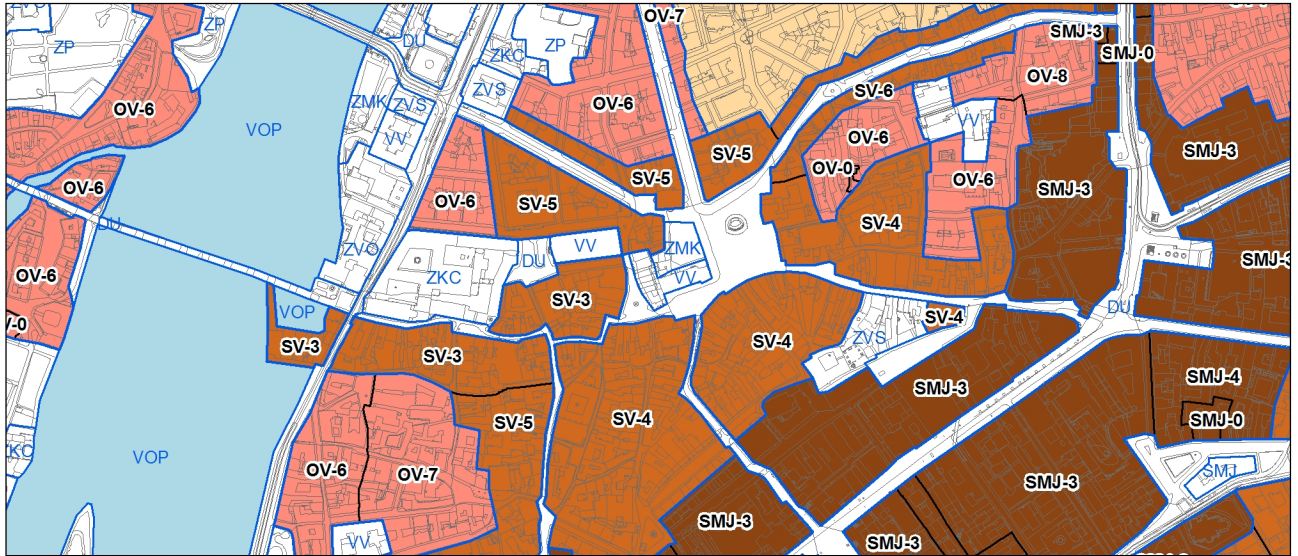 ZP
ZP
OV-7
DU
ZKC
ZP
SMJ-3
SMJ-0
OV-8
OV-6
VOP
ZMK
ZVS
ZVS
OV-6
SV-6
VV
OV-6
VV
SV-5
SMJ-3
OV-0
OV-6
SV-5
SMJ-3
OV-6
OV-6
SV-5
DU
SV-4
ZVO
VV
ZMK
DU
VV
ZKC
OV-6
SV-3
VOP
DU
SV-4
ZVS
SV-3
SV-3
SV-4
SMJ-4
SMJ-3
SMJ-0
SV-5
SV-4
VOP
OV-6
OV-7
SMJ
SMJ-3
SMJ-3
SMJ-3
VV